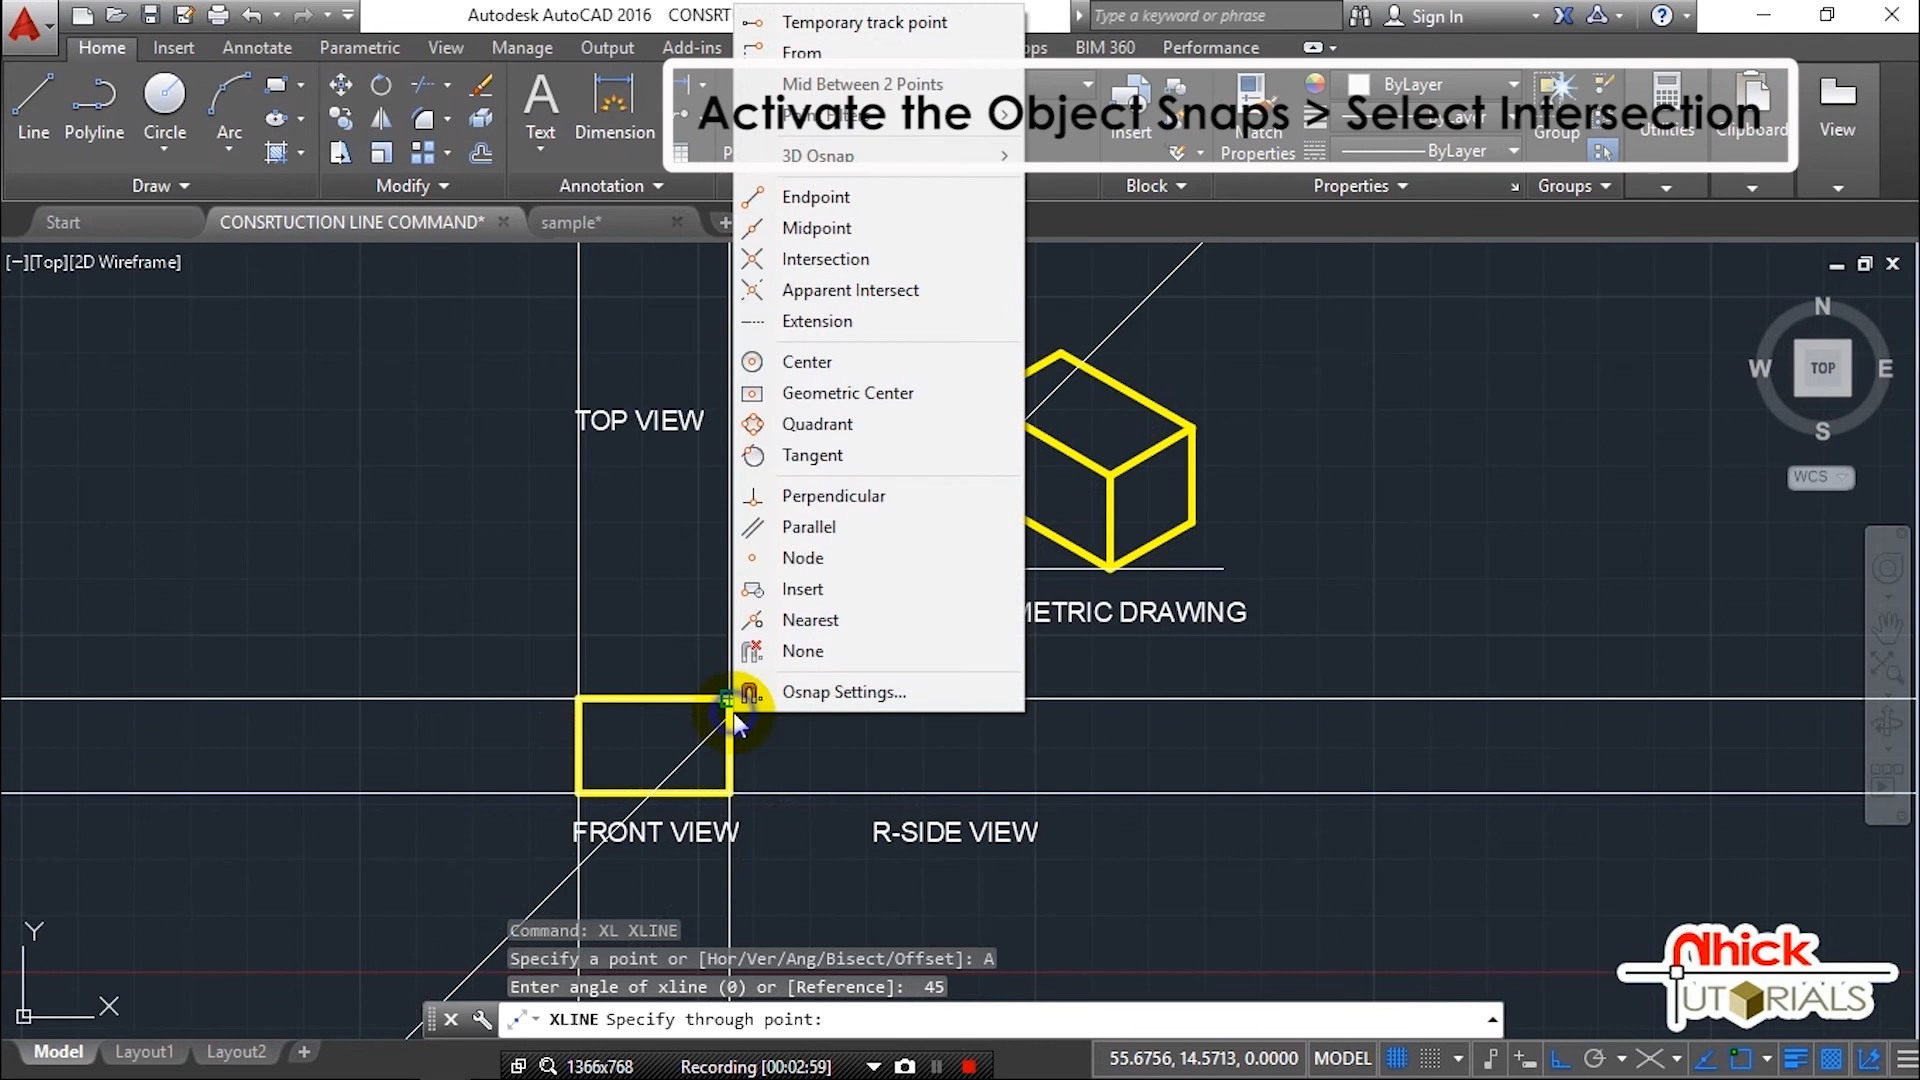 Autodesk AutoCAD 2016 CONSRT
Type a keyword or phrase
Sign In
Home Insert Annotate Parametric View Manage Output Add-ins BIM 360 Performance
Activate the Object Snaps > Select Intersection
Line Polyline Circle Arc Text Dimension
Insert Match Properties Group Utilities Clipboard View
ByLayer
ByLayer
ByLayer
Draw Modify Annotation Block Properties Groups
Start CONSRTUCTION LINE COMMAND* sample*
Temporary track point
From
Mid Between 2 Points
3D Osnap
Endpoint
Midpoint
Intersection
Apparent Intersect
Extension
Center
Geometric Center
Quadrant
Tangent
Perpendicular
Parallel
Node
Insert
Nearest
None
Osnap Settings...
[−][Top][2D Wireframe]
N
W TOP E
S
WCS
TOP VIEW
METRIC DRAWING
FRONT VIEW R-SIDE VIEW
Y
X
Command: XL XLINE
Specify a point or [Hor/Ver/Ang/Bisect/Offset]: A
Enter angle of xline (0) or [Reference]: 45
XLINE Specify through point:
Nhick
TUTORIALS
Model Layout1 Layout2 +
1366x768 Recording [00:02:59]
55.6756, 14.5713, 0.0000 MODEL